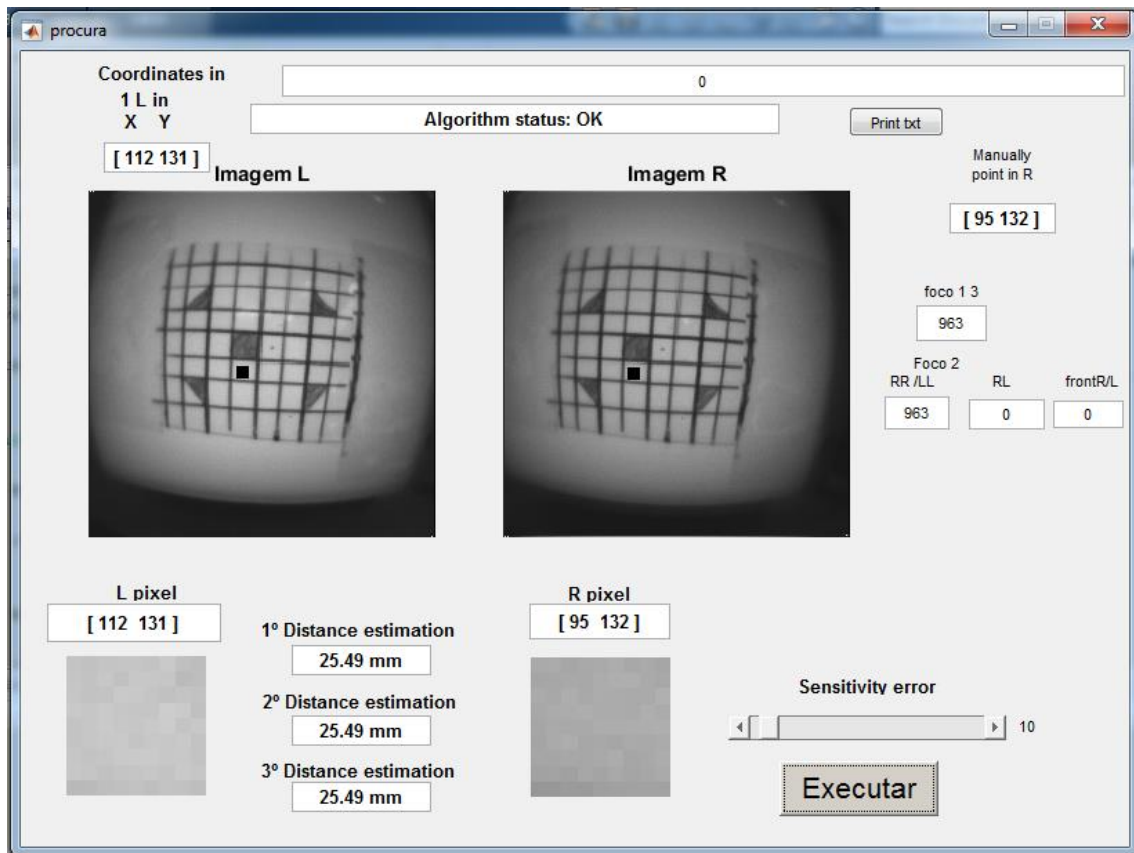 procura
Coordinates in
0
1 L in
X Y
Algorithm status: OK
Print txt
[ 112 131 ]
Imagem L
Imagem R
Manually
point in R
[ 95 132 ]
foco 1 3
963
Foco 2
RR /LL
RL
frontR/L
963
0
0
L pixel
[ 112 131 ]
R pixel
[ 95 132 ]
1º Distance estimation
25.49 mm
2º Distance estimation
25.49 mm
3º Distance estimation
25.49 mm
Sensitivity error
10
Executar